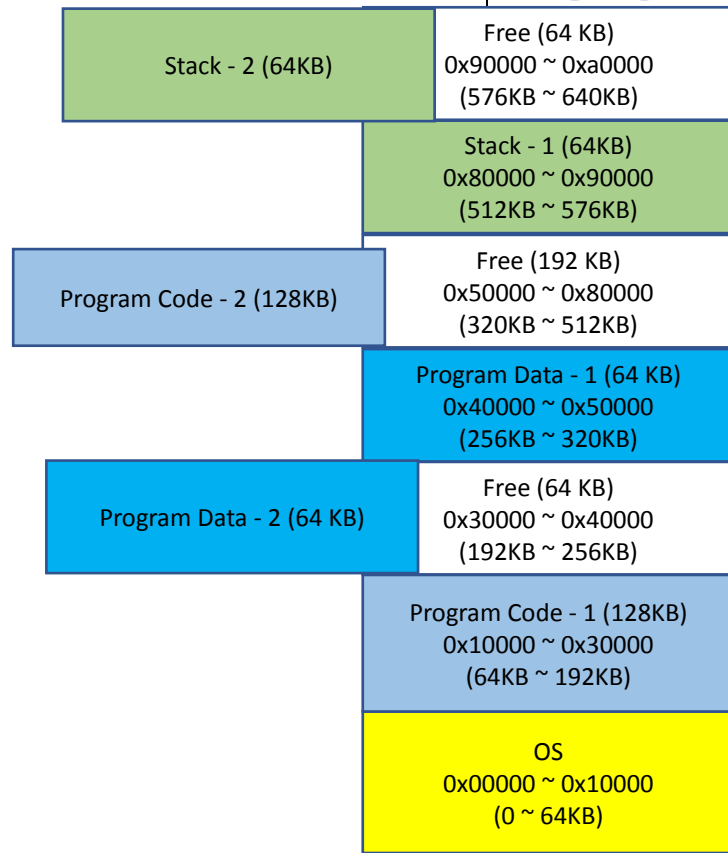 Free (64 KB)
0x90000 ~ 0xa0000
(576KB ~ 640KB)
Stack - 2 (64KB)
Stack - 1 (64KB)
0x80000 ~ 0x90000
(512KB ~ 576KB)
Free (192 KB)
0x50000 ~ 0x80000
(320KB ~ 512KB)
Program Code - 2 (128KB)
Program Data - 1 (64 KB)
0x40000 ~ 0x50000
(256KB ~ 320KB)
Free (64 KB)
0x30000 ~ 0x40000
(192KB ~ 256KB)
Program Data - 2 (64 KB)
Program Code - 1 (128KB)
0x10000 ~ 0x30000
(64KB ~ 192KB)
OS
0x00000 ~ 0x10000
(0 ~ 64KB)